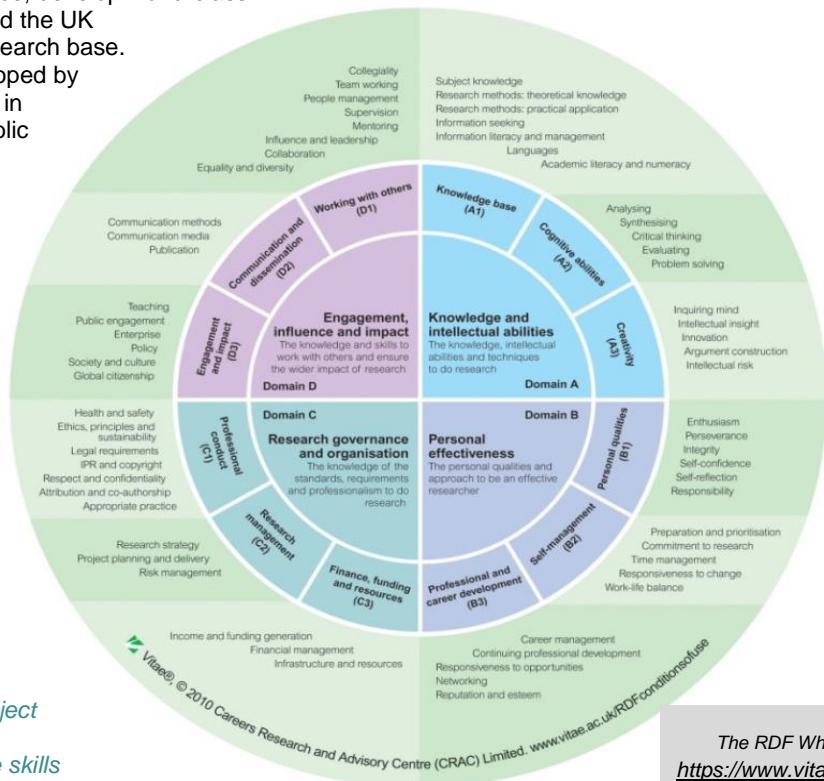 d the UK
search base.
oped by
in
olic
Collegiality
Team working
People management
Supervision
Mentoring
Influence and leadership
Collaboration
Equality and diversity
Subject knowledge
Research methods: theoretical knowledge
Research methods: practical application
Information seeking
Information literacy and management
Languages
Academic literacy and numeracy
Communication methods
Communication media
Publication
Working with others
(D1)
Knowledge base
(A1)
Analysing
Synthesising
Critical thinking
Evaluating
Problem solving
Communication and
dissemination
(D2)
Cognitive abilities
(A2)
Teaching
Public engagement
Enterprise
Policy
Society and culture
Global citizenship
Engagement
and impact
(D3)
Engagement,
influence and impact
The knowledge and skills to
work with others and ensure
the wider impact of research
Domain D
Knowledge and
intellectual abilities
The knowledge, intellectual
abilities and techniques
to do research
Domain A
Creativity
(A3)
Inquiring mind
Intellectual insight
Innovation
Argument construction
Intellectual risk
Health and safety
Ethics, principles and
sustainability
Legal requirements
IPR and copyright
Respect and confidentiality
Attribution and co-authorship
Appropriate practice
Professional
conduct
(C1)
Domain C
Research governance
and organisation
The knowledge of the
standards, requirements
and professionalism to do
research
Domain B
Personal
effectiveness
The personal qualities and
approach to be an effective
researcher
Personal qualities
(B1)
Enthusiasm
Perseverance
Integrity
Self-confidence
Self-reflection
Responsibility
Research strategy
Project planning and delivery
Risk management
Research
management
(C2)
Self-management
(B2)
Preparation and prioritisation
Commitment to research
Time management
Responsiveness to change
Work-life balance
Finance, funding
and resources
(C3)
Professional and
career development
(B3)
Income and funding generation
Financial management
Infrastructure and resources
Career management
Continuing professional development
Responsiveness to opportunities
Networking
Reputation and esteem
Vitae®, © 2010 Careers Research and Advisory Centre (CRAC) Limited. www.vitae.ac.uk/RDFconditionsofuse
ject
e skills
The RDF Wh
https://www.vita